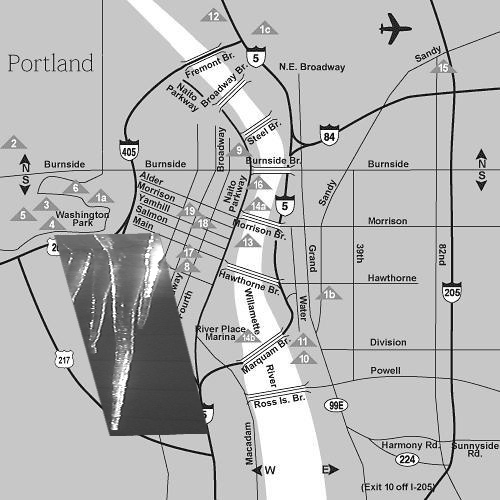 12
1c
Portland
5
Fremont Br.
N.E. Broadway
Sandy
15
Naito
Parkway
Broadway Br.
Steel Br.
84
405
2
N
S
Burnside
Burnside
Broadway
9
Burnside Br.
Burnside
N
S
6
1a
3
5
4
Washington
Park
Alder
Morrison
Yamhill
Salmon
Main
19
18
Naito
Parkway
16
14a
5
Sandy
Morrison Br.
Morrison
13
17
8
Fourth
Hawthorne Br.
Hawthorne
Grand
39th
82nd
205
1b
Water
Willamette
River
River Place
Marina
14b
Marquam Br.
11
10
Division
Powell
217
Ross Is. Br.
99E
5
Macadam
W
E
Harmony Rd.
Sunnyside
Rd.
224
(Exit 10 off I-205)